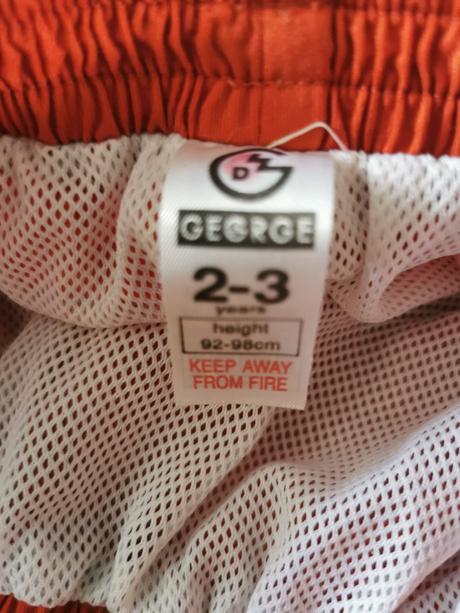 D
GEORGE
2-3
years
height
92-98cm
KEEP AWAY
FROM FIRE